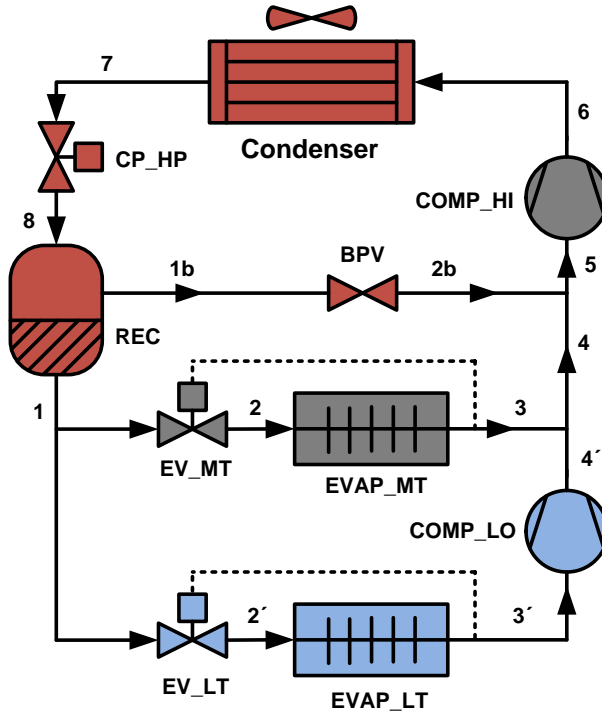 7
6
Condenser
CP_HP
COMP_HI
8
1b
BPV
2b
5
REC
4
1
2
3
EV_MT
EVAP_MT
4´
COMP_LO
2´
3´
EV_LT
EVAP_LT